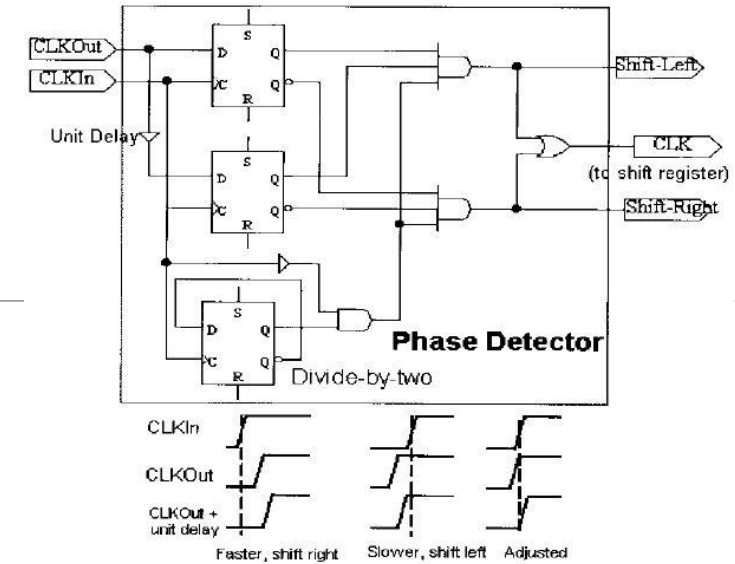 CLKOut
CLKIn
Unit Delay
S
D
Q
C
Q
R
S
D
Q
C
Q
R
S
D
Q
C
Q
R
Divide-by-two
Phase Detector
Shift-Left
CLK
(to shift register)
Shift-Right
CLKIn
CLKOut
CLKOut +
unit delay
Faster, shift right
Slower, shift left
Adjusted